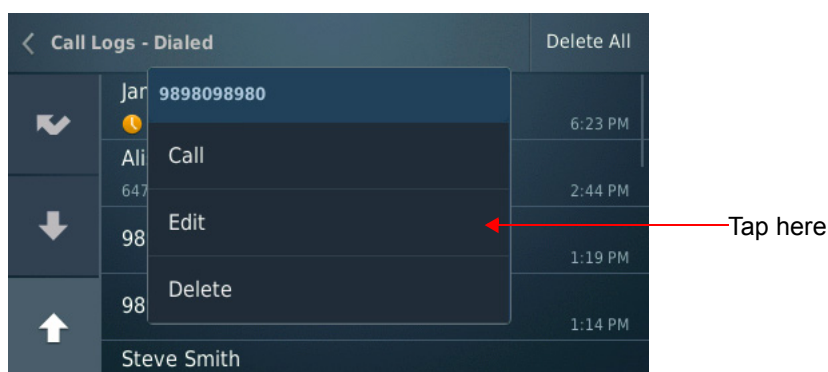 Call Logs - Dialed
Delete All
Jar
9898098980
6:23 PM
Call
Ali
647
2:44 PM
Edit
Tap here
98
1:19 PM
Delete
98
1:14 PM
Steve Smith